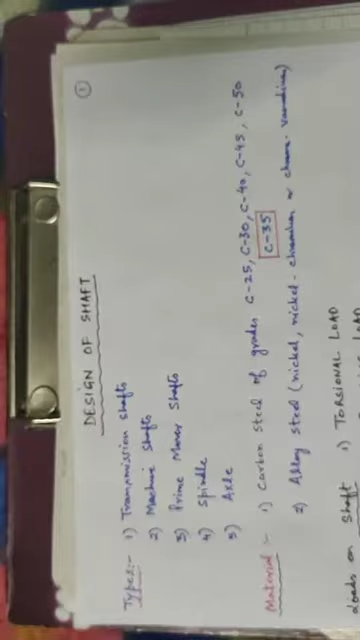 1
DESIGN OF SHAFT
Types:- 1) Transmission shafts
2) Machine Shafts
3) Prime Mover Shafts
4) Spindle
5) Axle
Material:- 1) Carbon steel of grades C-25, C-30, C-40, C-45, C-50
C-35
2) Alloy steel (nickel, nickel-chromium or chrome-vanadium)
Loads on Shaft 1) TORSIONAL LOAD
LOAD